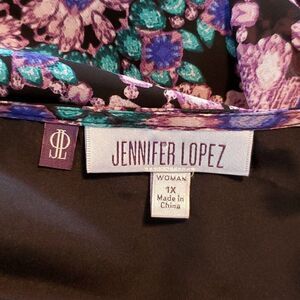 JL
JENNIFER LOPEZ
WOMAN
1X
Made in
China